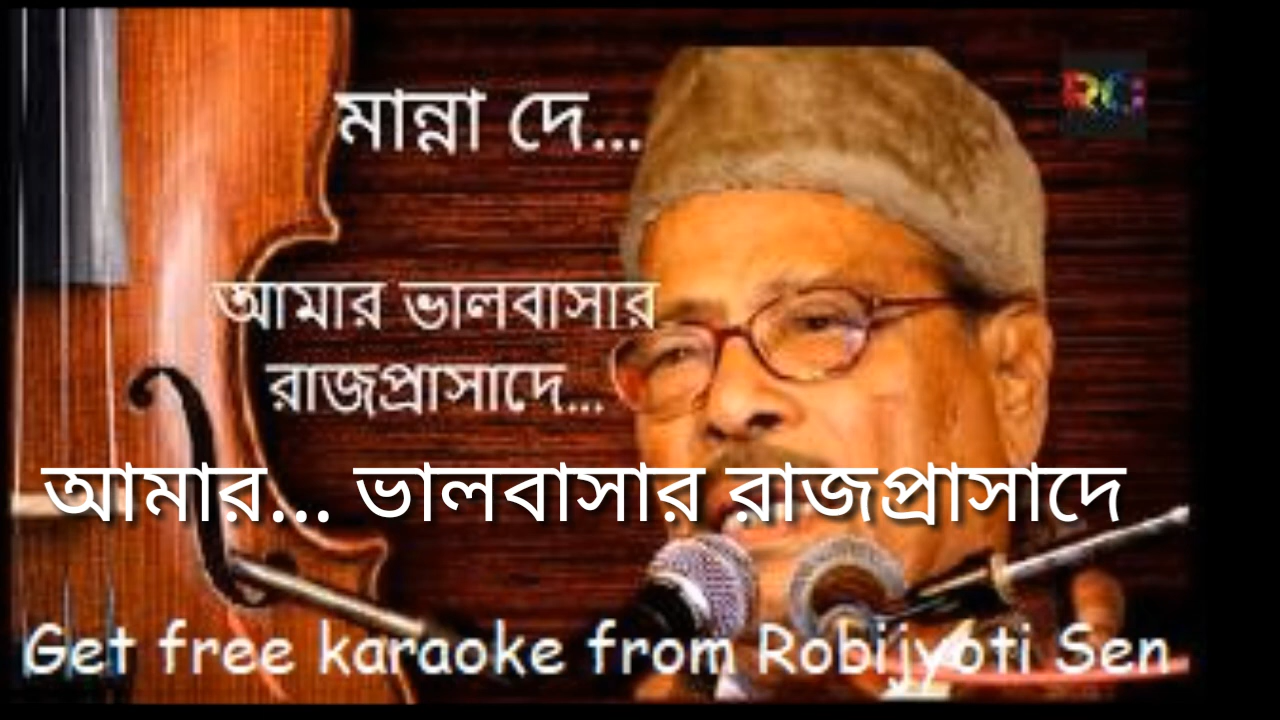 মান্না দে...
আমার ভালবাসার
রাজপ্রাসাদে...
আমার... ভালবাসার রাজপ্রাসাদে
Get free karaoke from Robijyoti Sen